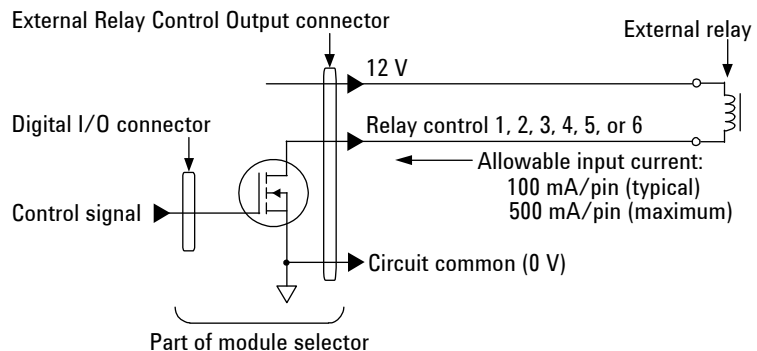 External Relay Control Output connector
External relay
12 V
Digital I/O connector
Relay control 1, 2, 3, 4, 5, or 6
Allowable input current:
100 mA/pin (typical)
500 mA/pin (maximum)
Control signal
Circuit common (0 V)
Part of module selector